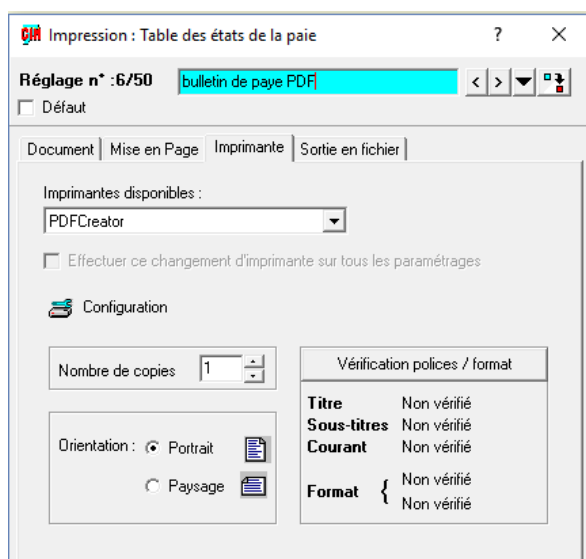 CIM Impression : Table des états de la paie ?
Réglage n° :6/50 bulletin de paye PDF < >
Défaut
Document Mise en Page Imprimante Sortie en fichier
Imprimantes disponibles :
PDFCreator
Effectuer ce changement d'imprimante sur tous les paramétrages
Configuration
Nombre de copies 1
Vérification polices / format
Titre Non vérifié
Sous-titres Non vérifié
Courant Non vérifié
Format { Non vérifié
Non vérifié
Orientation : Portrait
Paysage